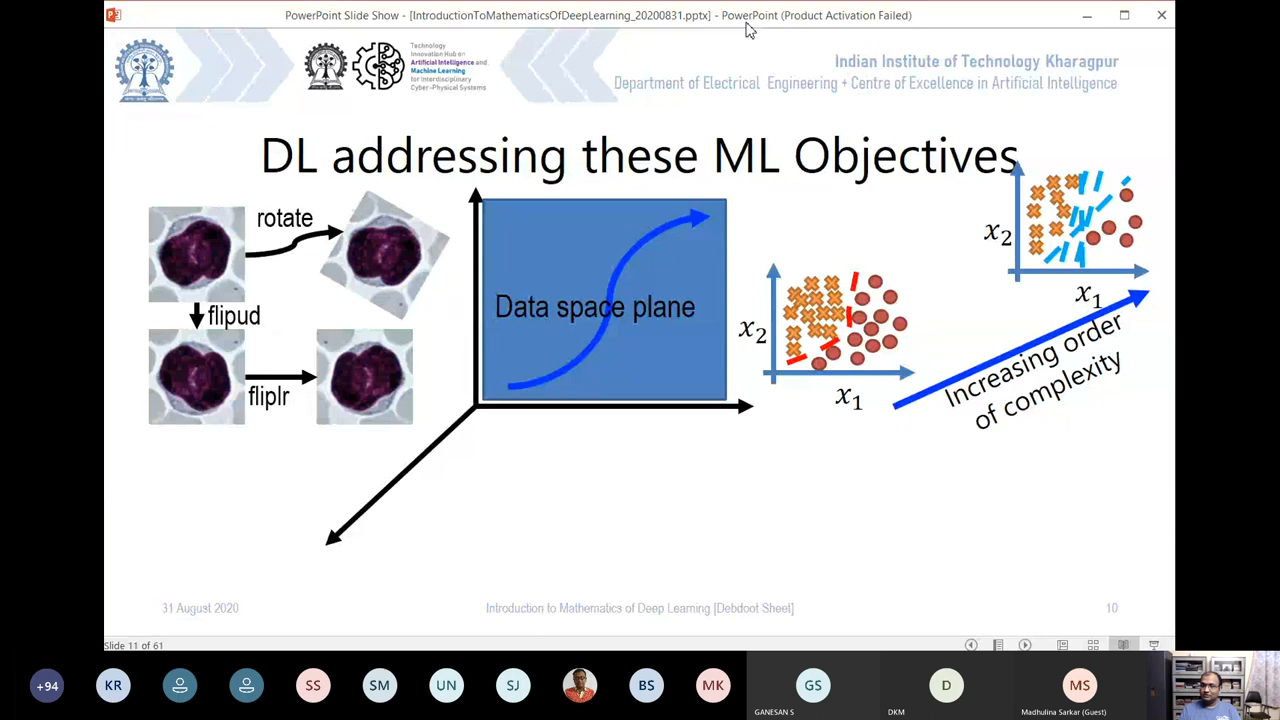 PowerPoint Slide Show - [IntroductionToMathematicsOfDeepLearning_20200831.pptx] - PowerPoint (Product Activation Failed)
Technology
Innovation Hub on
Artificial Intelligence and
Machine Learning
for Interdisciplinary
Cyber-Physical Systems
Indian Institute of Technology Kharagpur
Department of Electrical Engineering + Centre of Excellence in Artificial Intelligence
DL addressing these ML Objectives
rotate
flipud
fliplr
Data space plane
x2
x1
x2
x1
Increasing order
of complexity
31 August 2020
Introduction to Mathematics of Deep Learning [Debdoot Sheet]
10
Slide 11 of 61
+94
KR
SS
SM
UN
SJ
BS
MK
GS
GANESAN S
D
DKM
MS
Madhulina Sarkar (Guest)